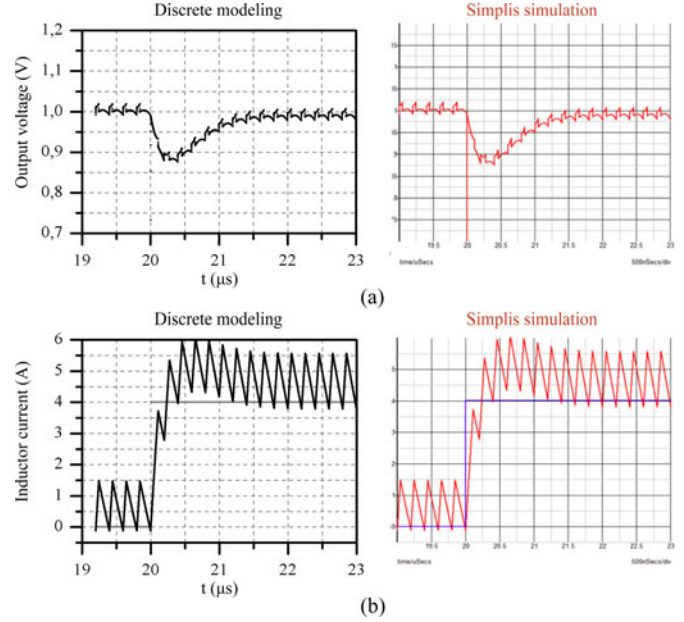 Discrete modeling
Output voltage (V)
1,2
1,1
1,0
0,9
0,8
0,7
19 20 21 22 23
t (μs)
Simplis simulation
19.5 20 20.5 21 21.5 22 22.5 23
time/uSecs 500nSecs/div
(a)
Discrete modeling
Inductor current (A)
6
5
4
3
2
1
0
19 20 21 22 23
t (μs)
Simplis simulation
5
4
3
2
1
19.5 20 20.5 21 21.5 22 22.5 23
time/uSecs 500nSecs/div
(b)